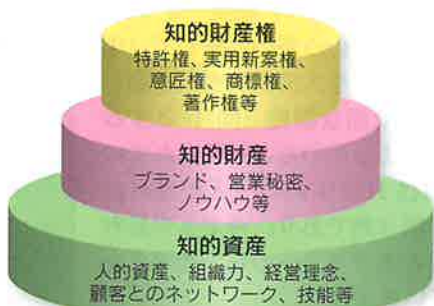 知的財産権
特許権、実用新案権、
意匠権、商標権、
著作権等
知的財産
ブランド、営業秘密、
ノウハウ等
知的資産
人的資産、組織力、経営理念、
顧客とのネットワーク、技能等